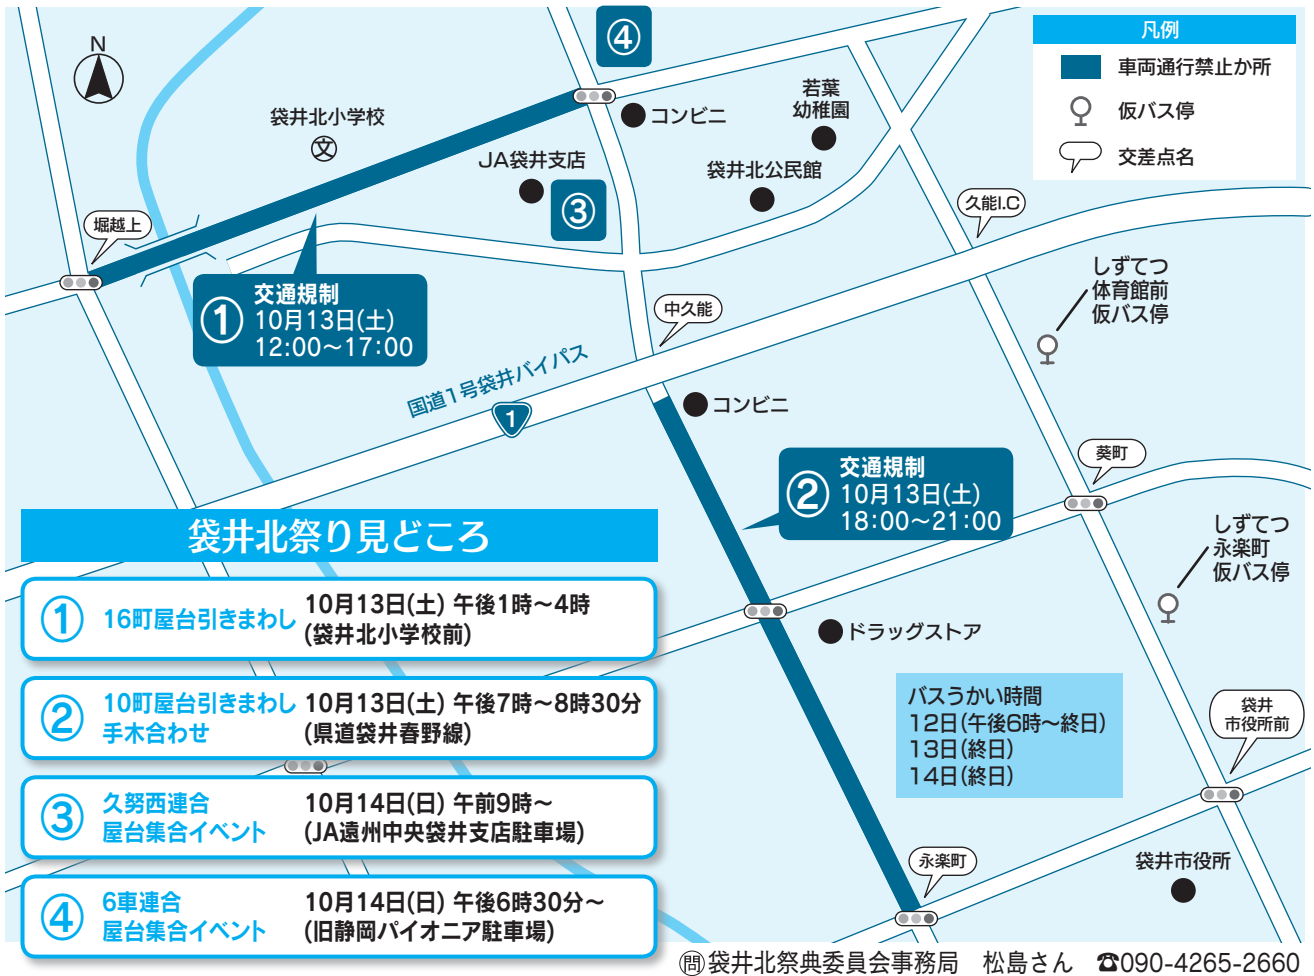 N
④
凡例
車両通行禁止か所
仮バス停
交差点名
袋井北小学校
文
コンビニ
若葉
幼稚園
JA袋井支店
袋井北公民館
③
堀越上
久能I.C
① 交通規制
10月13日(土)
12:00〜17:00
中久能
しずてつ
体育館前
仮バス停
国道1号袋井バイパス
1
コンビニ
② 交通規制
10月13日(土)
18:00〜21:00
葵町
しずてつ
永楽町
仮バス停
ドラッグストア
バスうかい時間
12日(午後6時〜終日)
13日(終日)
14日(終日)
袋井
市役所前
永楽町
袋井市役所
袋井北祭り見どころ
① 16町屋台引きまわし 10月13日(土) 午後1時〜4時
(袋井北小学校前)
② 10町屋台引きまわし 10月13日(土) 午後7時〜8時30分
手木合わせ (県道袋井春野線)
③ 久努西連合 10月14日(日) 午前9時〜
屋台集合イベント (JA遠州中央袋井支店駐車場)
④ 6車連合 10月14日(日) 午後6時30分〜
屋台集合イベント (旧静岡パイオニア駐車場)
㉄袋井北祭典委員会事務局 松島さん ☎090-4265-2660